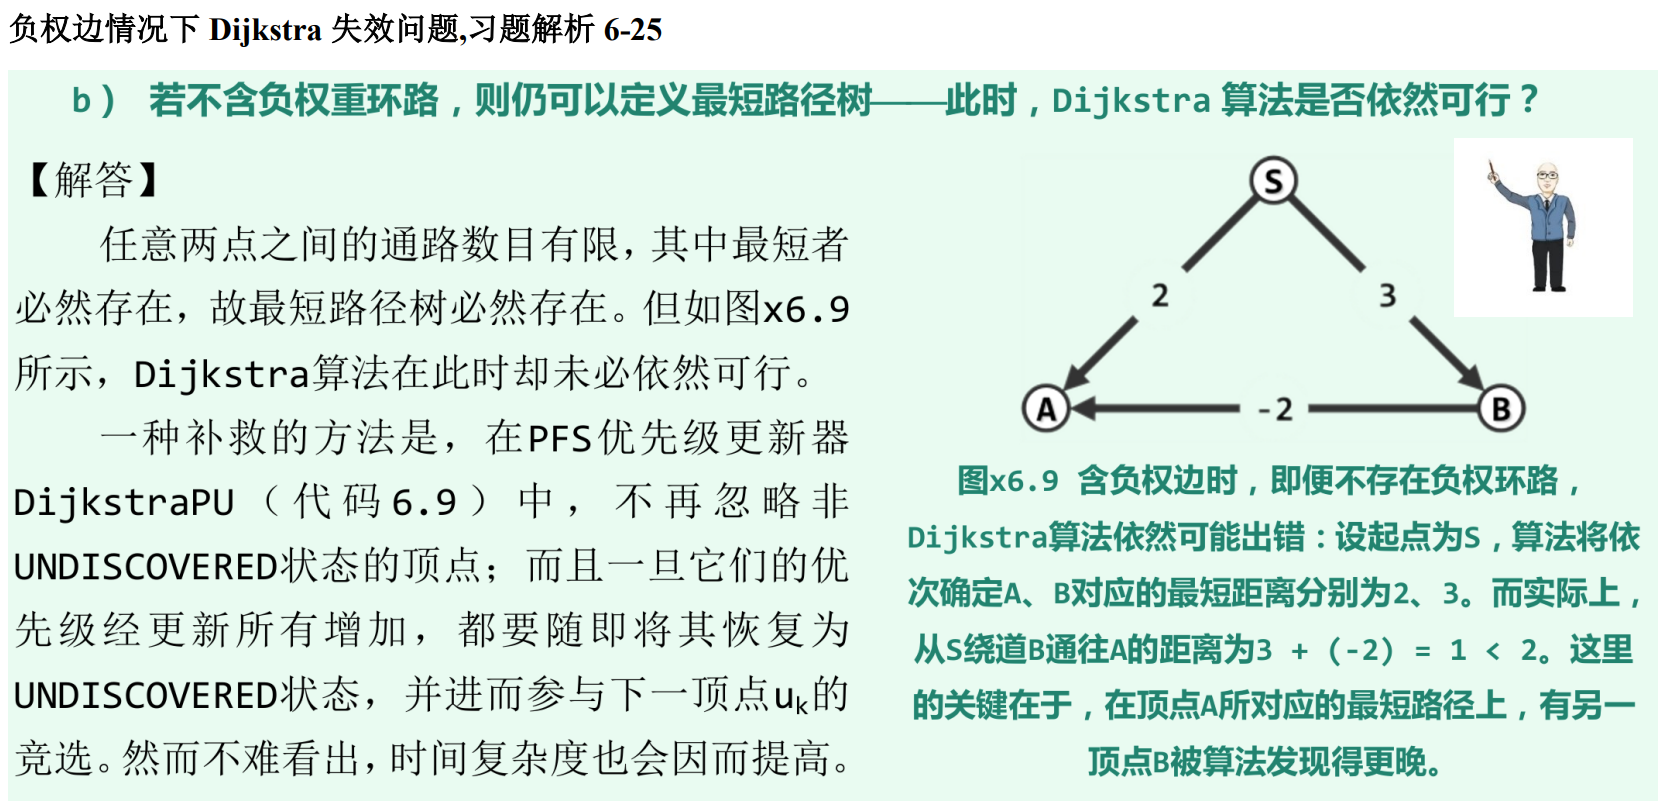 负权边情况下 Dijkstra 失效问题,习题解析 6-25
b） 若不含负权重环路，则仍可以定义最短路径树——此时，Dijkstra 算法是否依然可行？
【解答】
任意两点之间的通路数目有限，其中最短者
必然存在，故最短路径树必然存在。但如图x6.9
所示，Dijkstra算法在此时却未必依然可行。
一种补救的方法是，在PFS优先级更新器
DijkstraPU（代码6.9）中，不再忽略非
UNDISCOVERED状态的顶点；而且一旦它们的优
先级经更新所有增加，都要随即将其恢复为
UNDISCOVERED状态，并进而参与下一顶点uk的
竞选。然而不难看出，时间复杂度也会因而提高。
S
2
3
A
-2
B
图x6.9 含负权边时，即便不存在负权环路，
Dijkstra算法依然可能出错：设起点为S，算法将依
次确定A、B对应的最短距离分别为2、3。而实际上，
从S绕道B通往A的距离为3 + (-2) = 1 < 2。这里
的关键在于，在顶点A所对应的最短路径上，有另一
顶点B被算法发现得更晚。